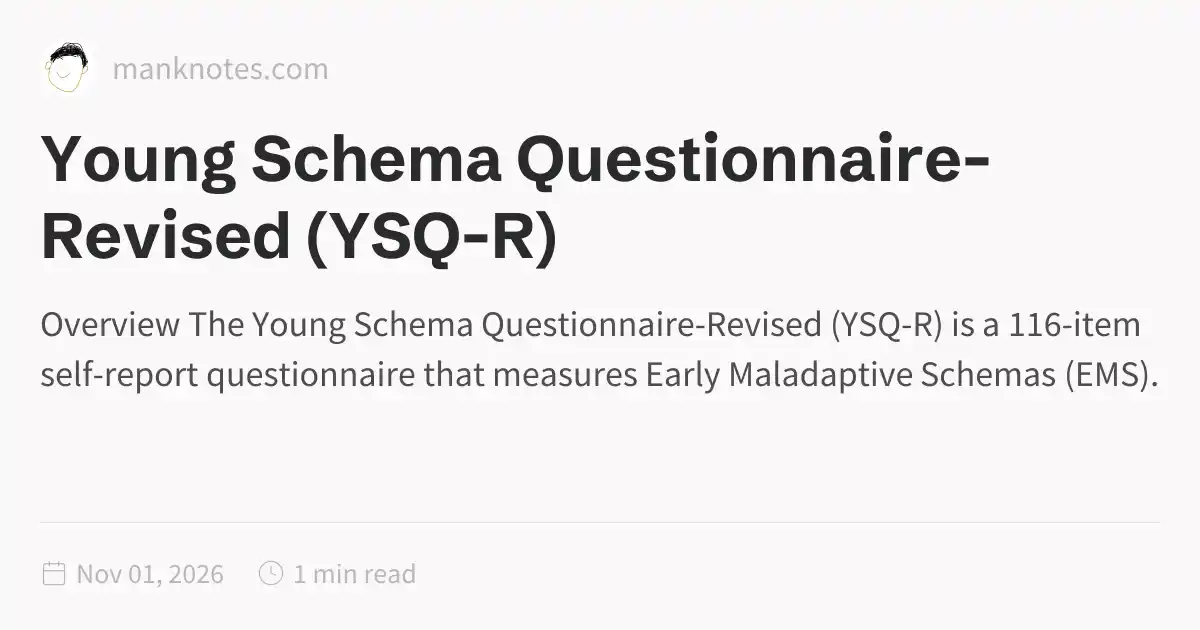 manknotes.com
Young Schema Questionnaire-
Revised (YSQ-R)
Overview The Young Schema Questionnaire-Revised (YSQ-R) is a 116-item
self-report questionnaire that measures Early Maladaptive Schemas (EMS).
Nov 01, 2026 1 min read